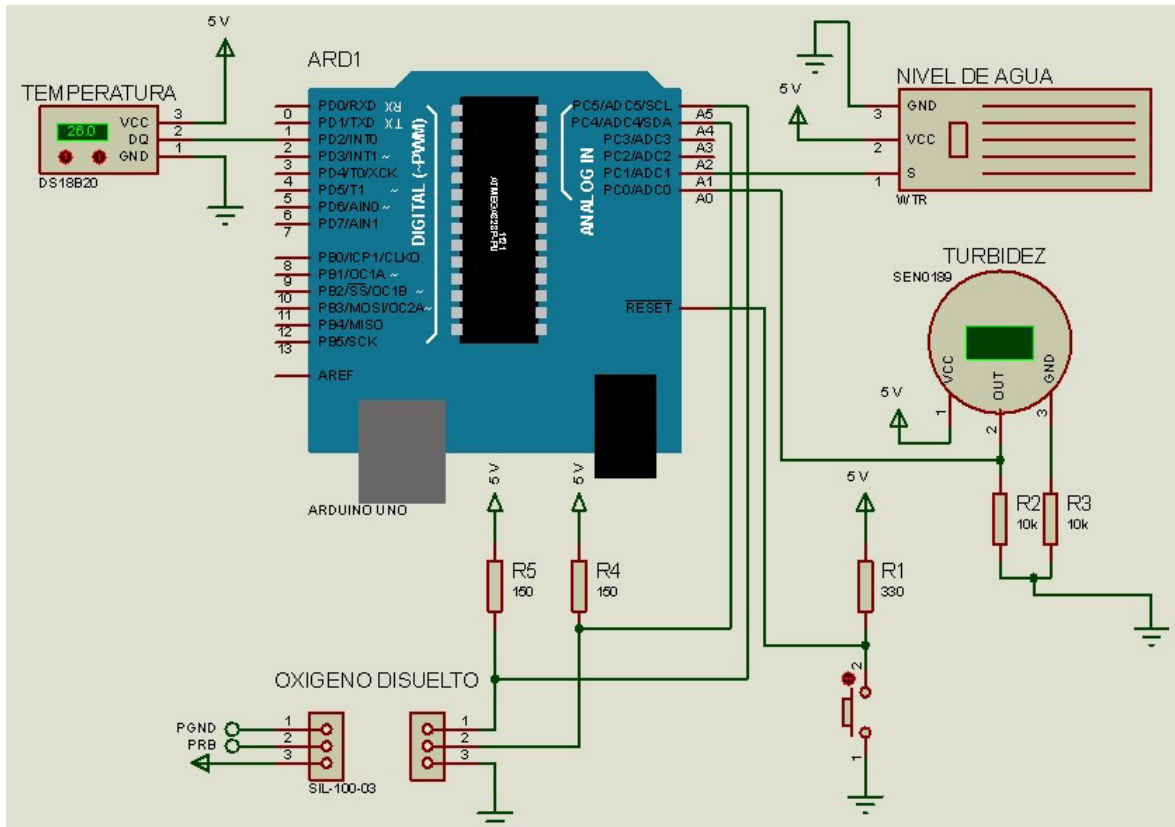 5 V
TEMPERATURA
26.0
VCC
3
DQ
2
GND
1
DS18B20
ARD1
0
PD0/RXD
RX
1
PD1/TXD
TX
2
PD2/INT0
3
PD3/INT1 ~
4
PD4/T0/XCK
5
PD5/T1 ~
6
PD6/AIN0 ~
7
PD7/AIN1
8
PB0/ICP1/CLKO
9
PB1/OC1A ~
10
PB2/SS/OC1B ~
11
PB3/MOSI/OC2A ~
12
PB4/MISO
13
PB5/SCK
AREF
DIGITAL (~PWM)
ATMEGA328P-PU
1121
ANALOG IN
PC5/ADC5/SCL
A5
PC4/ADC4/SDA
A4
PC3/ADC3
A3
PC2/ADC2
A2
PC1/ADC1
A1
PC0/ADC0
A0
RESET
ARDUINO UNO
NIVEL DE AGUA
5 V
3
GND
2
VCC
1
S
WTR
TURBIDEZ
SEN0189
VCC
OUT
GND
1
2
3
5 V
R2
10k
R3
10k
5 V
R1
330
2
1
5 V
5 V
R5
150
R4
150
OXIGENO DISUELTO
PGND
1
PRB
2
3
SIL-100-03
1
2
3